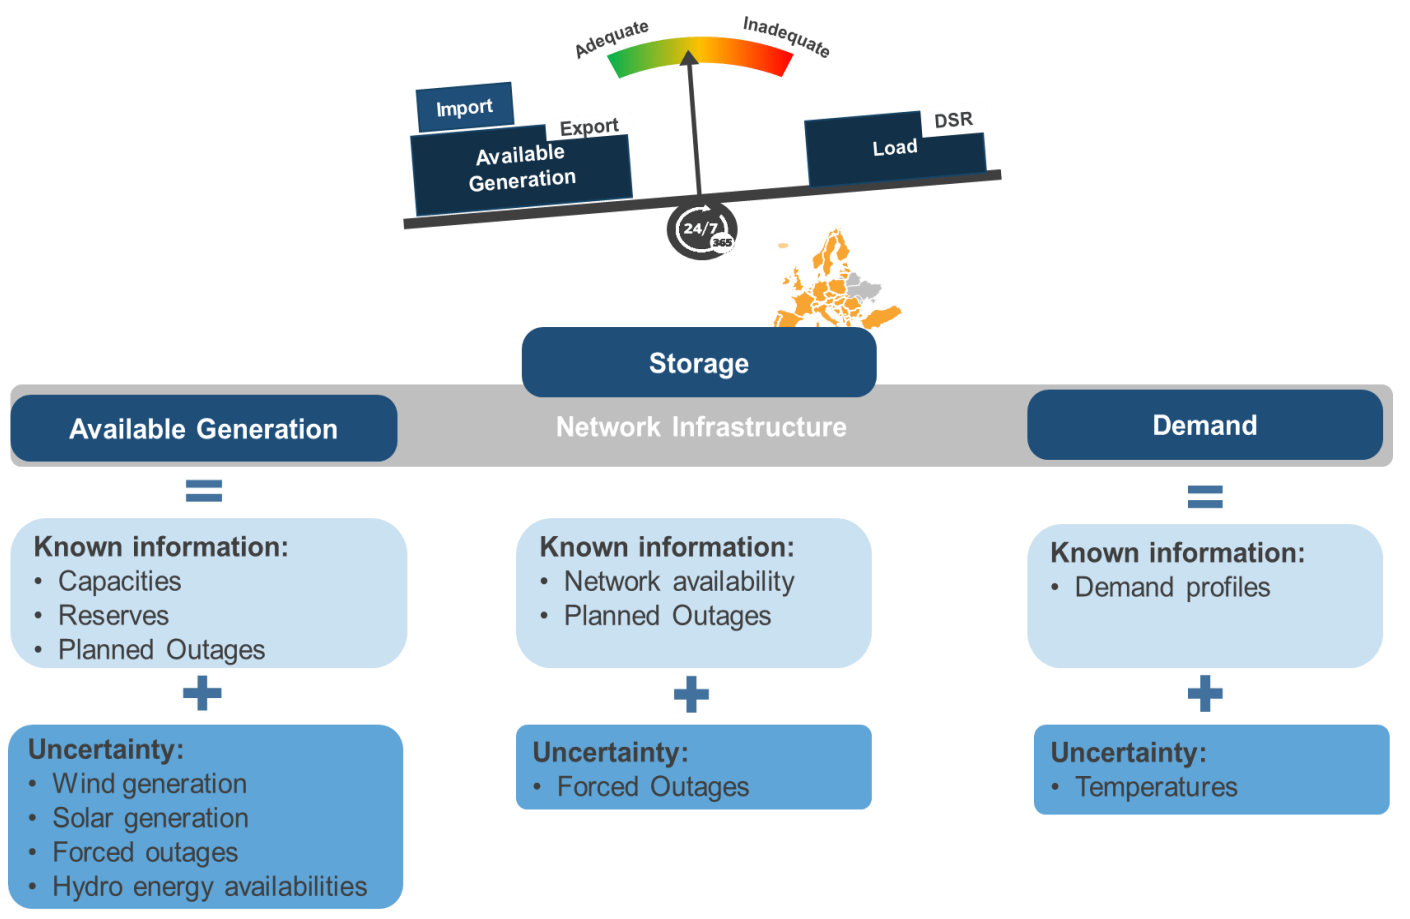 Adequate
Inadequate
Import
Export
Available
Generation
DSR
Load
24/7
365
Storage
Available Generation
Network Infrastructure
Demand
Known information:
• Capacities
• Reserves
• Planned Outages
Known information:
• Network availability
• Planned Outages
Known information:
• Demand profiles
Uncertainty:
• Wind generation
• Solar generation
• Forced outages
• Hydro energy availabilities
Uncertainty:
• Forced Outages
Uncertainty:
• Temperatures